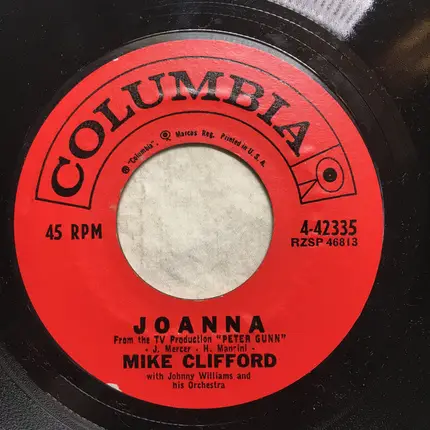 COLUMBIA
® "Columbia", ® Marcas Reg. Printed in U. S. A.
45 RPM
4-42335
RZSP 46813
JOANNA
From the TV Production "PETER GUNN"
- J. Mercer - H. Mancini -
MIKE CLIFFORD
with Johnny Williams and
his Orchestra